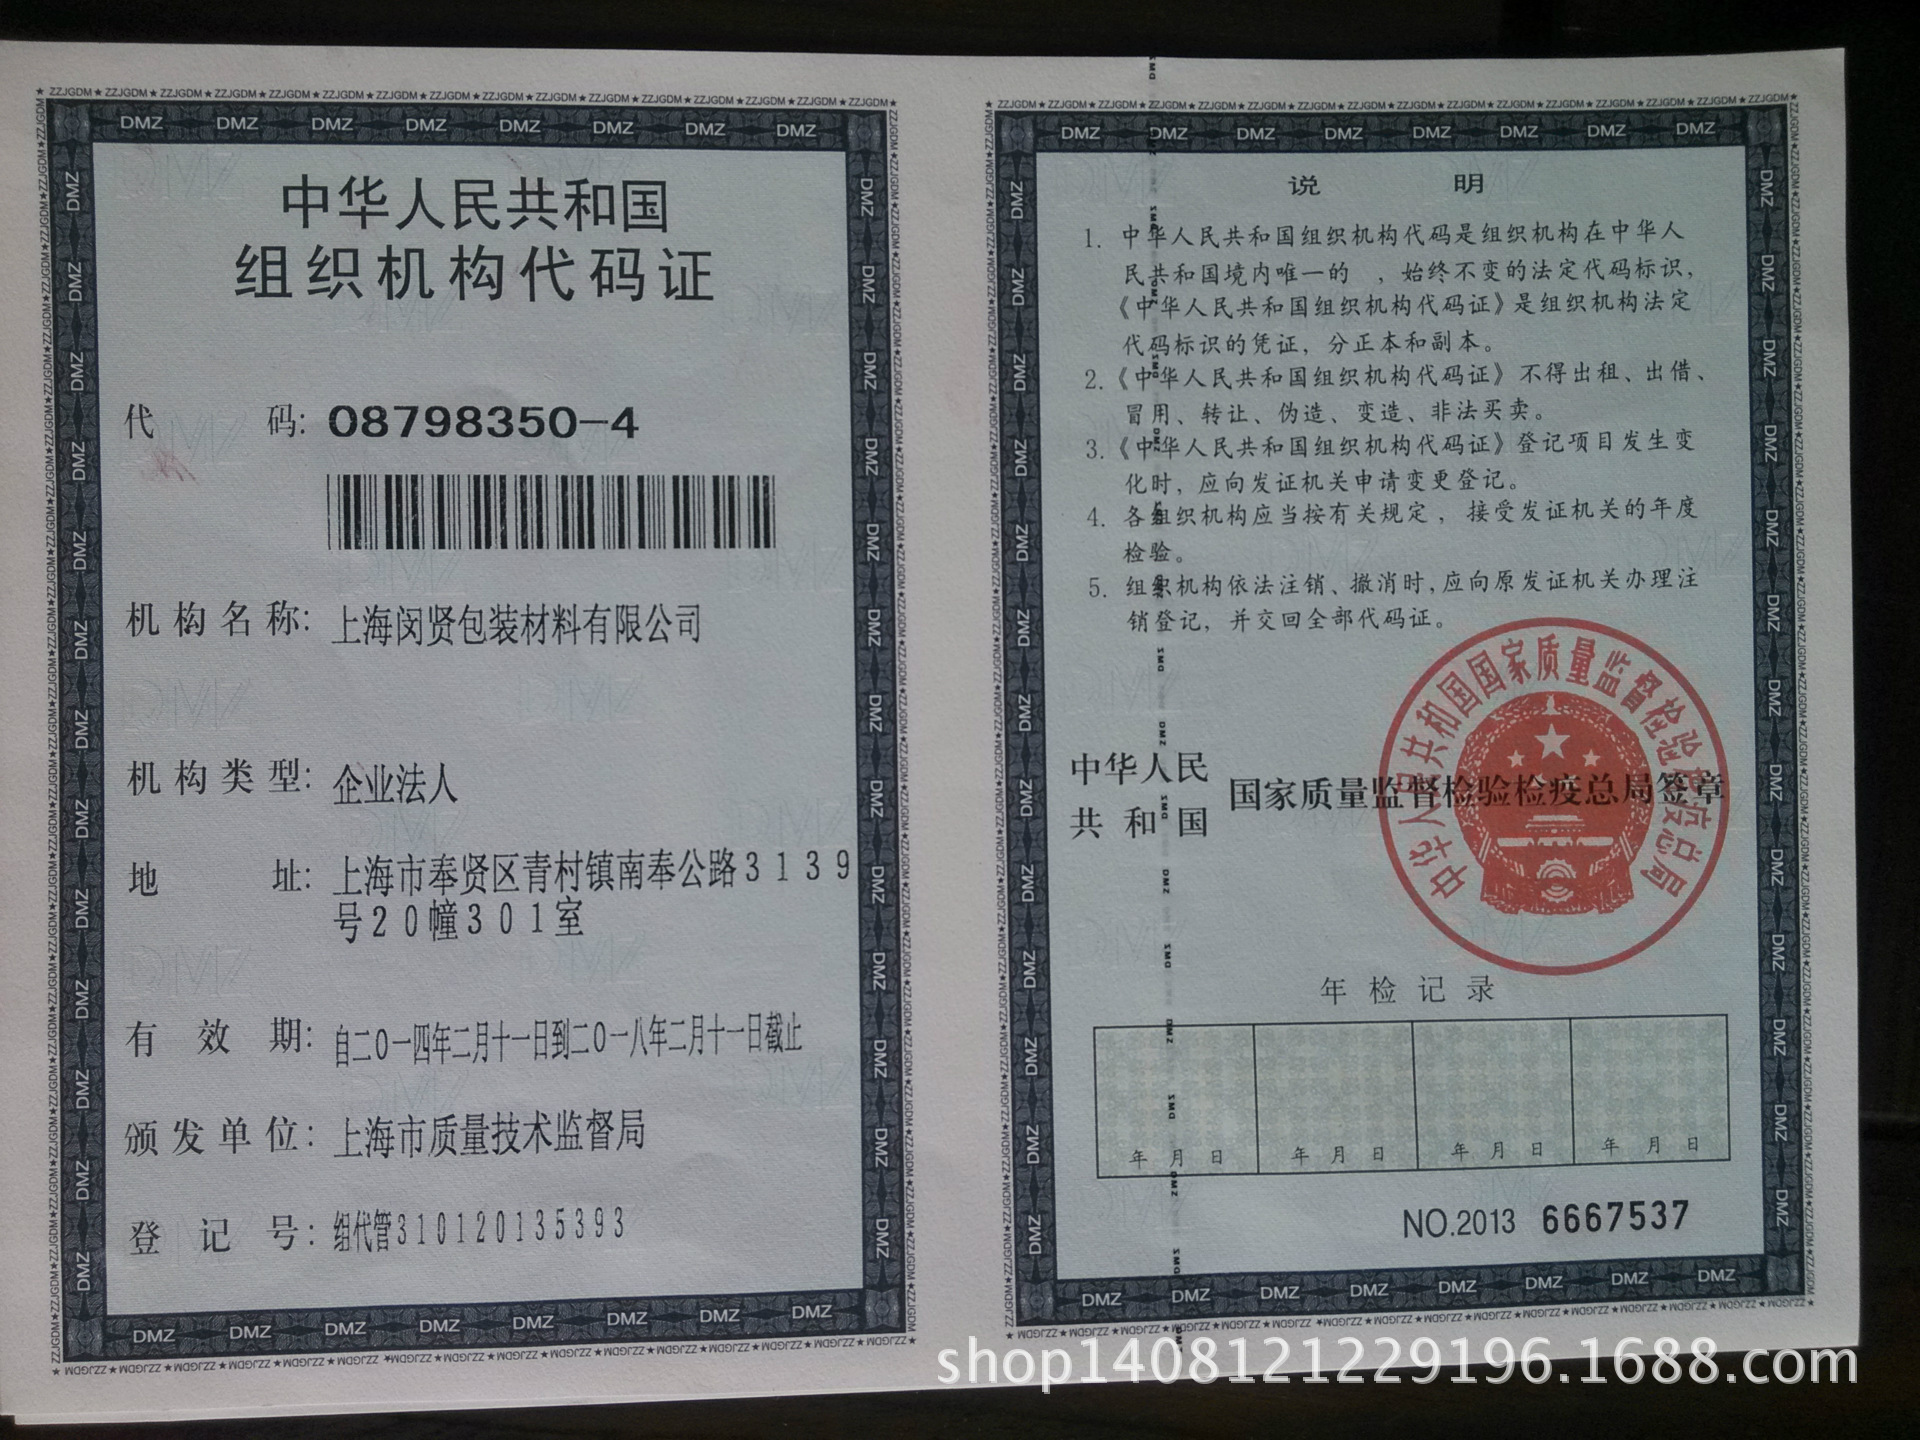 中华人民共和国
组织机构代码证
代码: 08798350-4
机构名称: 上海闵贤包装材料有限公司
机构类型: 企业法人
地址: 上海市奉贤区青村镇南奉公路3139
号20幢301室
有效期: 自二〇一四年二月十一日到二〇一八年二月十一日截止
颁发单位: 上海市质量技术监督局
登记号: 组代管310120135393
说明
1. 中华人民共和国组织机构代码是组织机构在中华人
民共和国境内唯一的 ，始终不变的法定代码标识，
《中华人民共和国组织机构代码证》是组织机构法定
代码标识的凭证，分正本和副本。
2.《中华人民共和国组织机构代码证》不得出租、出借、
冒用、转让、伪造、变造、非法买卖。
3.《中华人民共和国组织机构代码证》登记项目发生变
化时，应向发证机关申请变更登记。
4. 各组织机构应当按有关规定，接受发证机关的年度
检验。
5. 组织机构依法注销、撤消时,应向原发证机关办理注
销登记，并交回全部代码证。
中华人民
共和国
国家质量监督检验检疫总局签章
中华人民共和国国家质量监督检验检疫总局
年检记录
年 月 日 年 月 日 年 月 日 年 月 日
NO.2013 6667537
shop1408121229196.1688.com